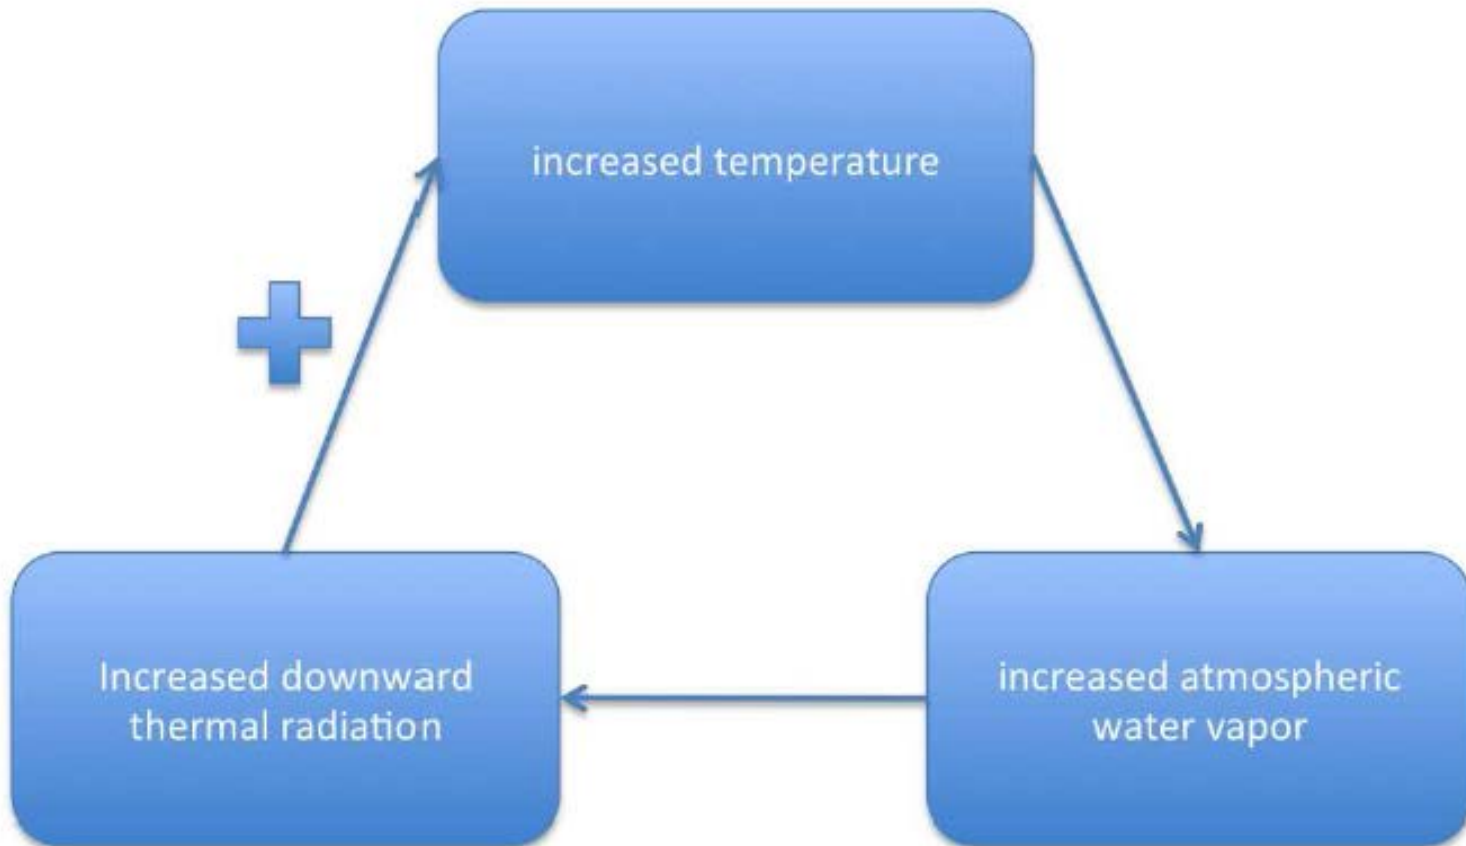 increased temperature
Increased downward
thermal radiation
increased atmospheric
water vapor